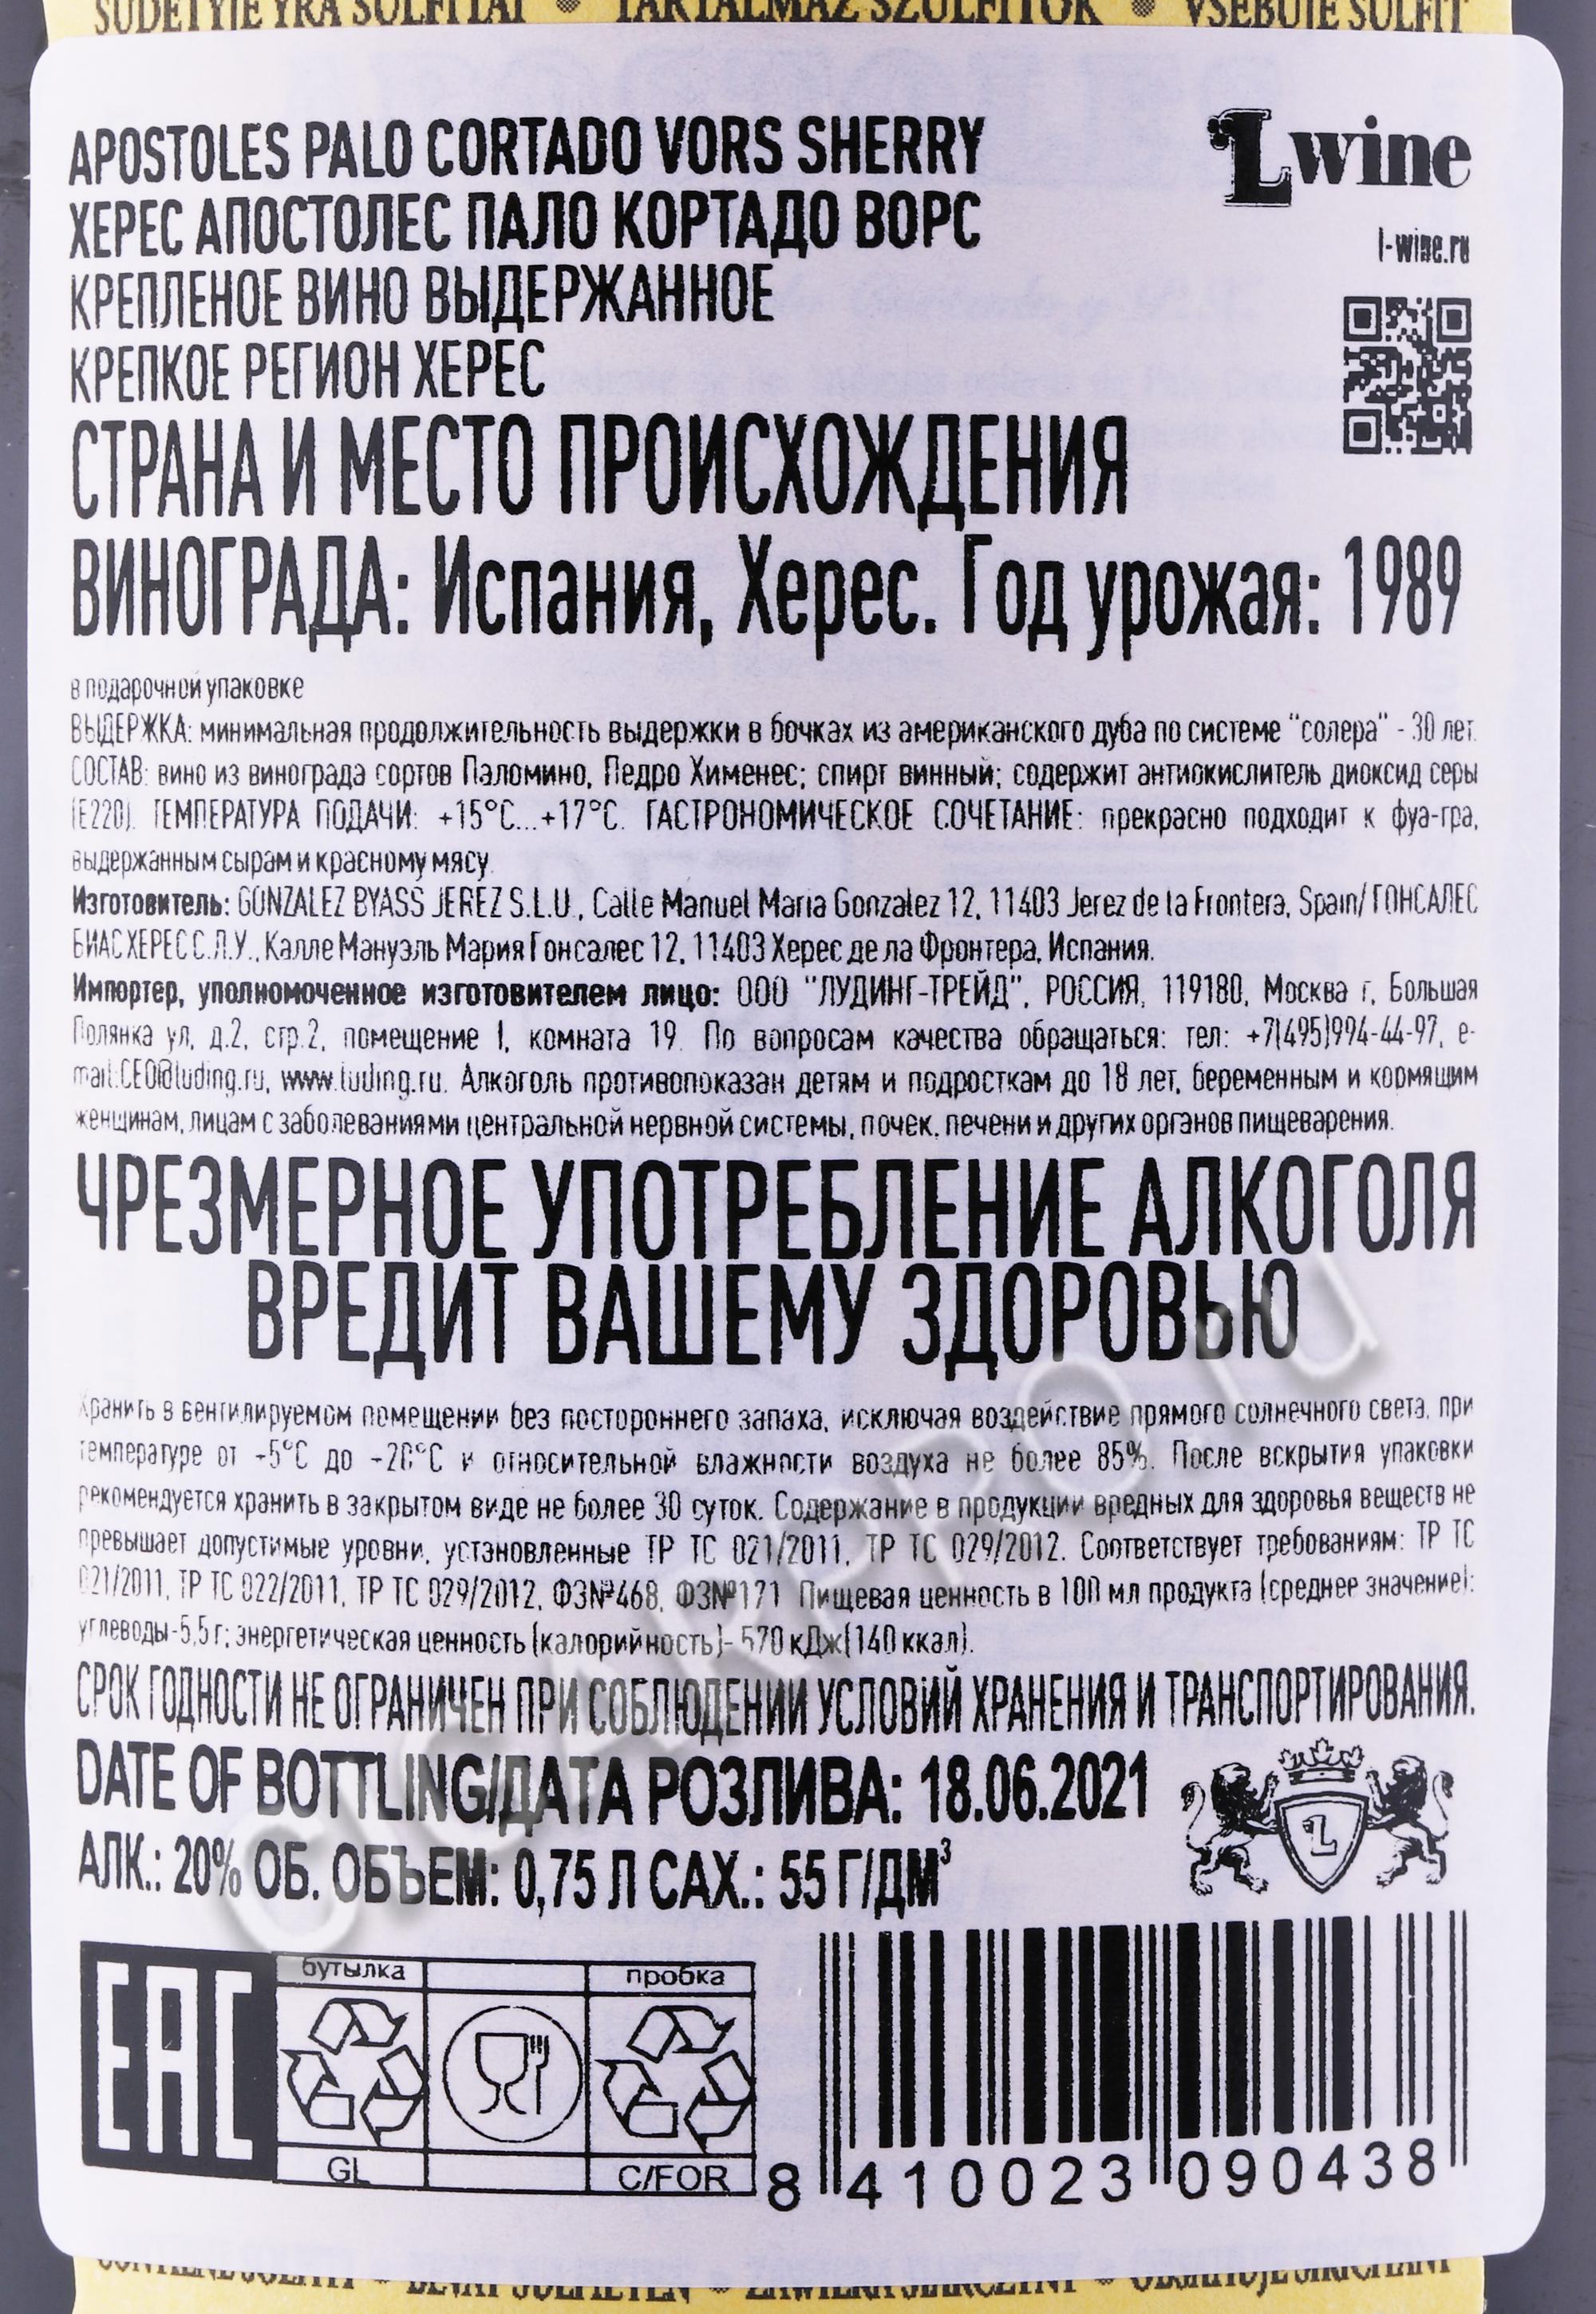 SUDĖTYJE YRA SULFITAI • TARTALMAZ SZULFITOK • VSEBUJE SULFIT
APOSTOLES PALO CORTADO VORS SHERRY
ХЕРЕС АПОСТОЛЕС ПАЛО КОРТАДО ВОРС
КРЕПЛЕНОЕ ВИНО ВЫДЕРЖАННОЕ
КРЕПКОЕ РЕГИОН ХЕРЕС
Lwine
l-wine.ru
СТРАНА И МЕСТО ПРОИСХОЖДЕНИЯ
ВИНОГРАДА: Испания, Херес. Год урожая: 1989
в подарочной упаковке
ВЫДЕРЖКА: минимальная продолжительность выдержки в бочках из американского дуба по системе "солера" - 30 лет.
СОСТАВ: вино из винограда сортов Паломино, Педро Хименес; спирт винный; содержит антиокислитель диоксид серы
(Е220). ТЕМПЕРАТУРА ПОДАЧИ: +15°С...+17°С. ГАСТРОНОМИЧЕСКОЕ СОЧЕТАНИЕ: прекрасно подходит к фуа-гра,
выдержанным сырам и красному мясу.
Изготовитель: GONZALEZ BYASS JEREZ S.L.U., Calle Manuel Maria Gonzalez 12, 11403 Jerez de la Frontera, Spain/ ГОНСАЛЕС
БИАС ХЕРЕС С.Л.У., Калле Мануэль Мария Гонсалес 12, 11403 Херес де ла Фронтера, Испания.
Импортер, уполномоченное изготовителем лицо: ООО "ЛУДИНГ-ТРЕЙД", РОССИЯ, 119180, Москва г, Большая
Полянка ул, д.2, стр.2, помещение I, комната 19. По вопросам качества обращаться: тел: +7(495)994-44-97, e-
mail:CEO@luding.ru, www.luding.ru. Алкоголь противопоказан детям и подросткам до 18 лет, беременным и кормящим
женщинам, лицам с заболеваниями центральной нервной системы, почек, печени и других органов пищеварения.
ЧРЕЗМЕРНОЕ УПОТРЕБЛЕНИЕ АЛКОГОЛЯ
ВРЕДИТ ВАШЕМУ ЗДОРОВЬЮ
Хранить в вентилируемом помещении без постороннего запаха, исключая воздействие прямого солнечного света, при
температуре от +5°С до +20°С и относительной влажности воздуха не более 85%. После вскрытия упаковки
рекомендуется хранить в закрытом виде не более 30 суток. Содержание в продукции вредных для здоровья веществ не
превышает допустимые уровни, установленные ТР ТС 021/2011, ТР ТС 029/2012. Соответствует требованиям: ТР ТС
021/2011, ТР ТС 022/2011, ТР ТС 029/2012, ФЗ№468, ФЗ№171 Пищевая ценность в 100 мл продукта (среднее значение):
углеводы-5,5 г; энергетическая ценность (калорийность)- 570 кДж(140 ккал).
СРОК ГОДНОСТИ НЕ ОГРАНИЧЕН ПРИ СОБЛЮДЕНИИ УСЛОВИЙ ХРАНЕНИЯ И ТРАНСПОРТИРОВАНИЯ.
DATE OF BOTTLING/ДАТА РОЗЛИВА: 18.06.2021
АЛК.: 20% ОБ. ОБЪЕМ: 0,75 Л САХ.: 55 Г/ДМ³
L
EAC
бутылка
пробка
GL
C/FOR
8 410023 090438
CIGARPRO.ru